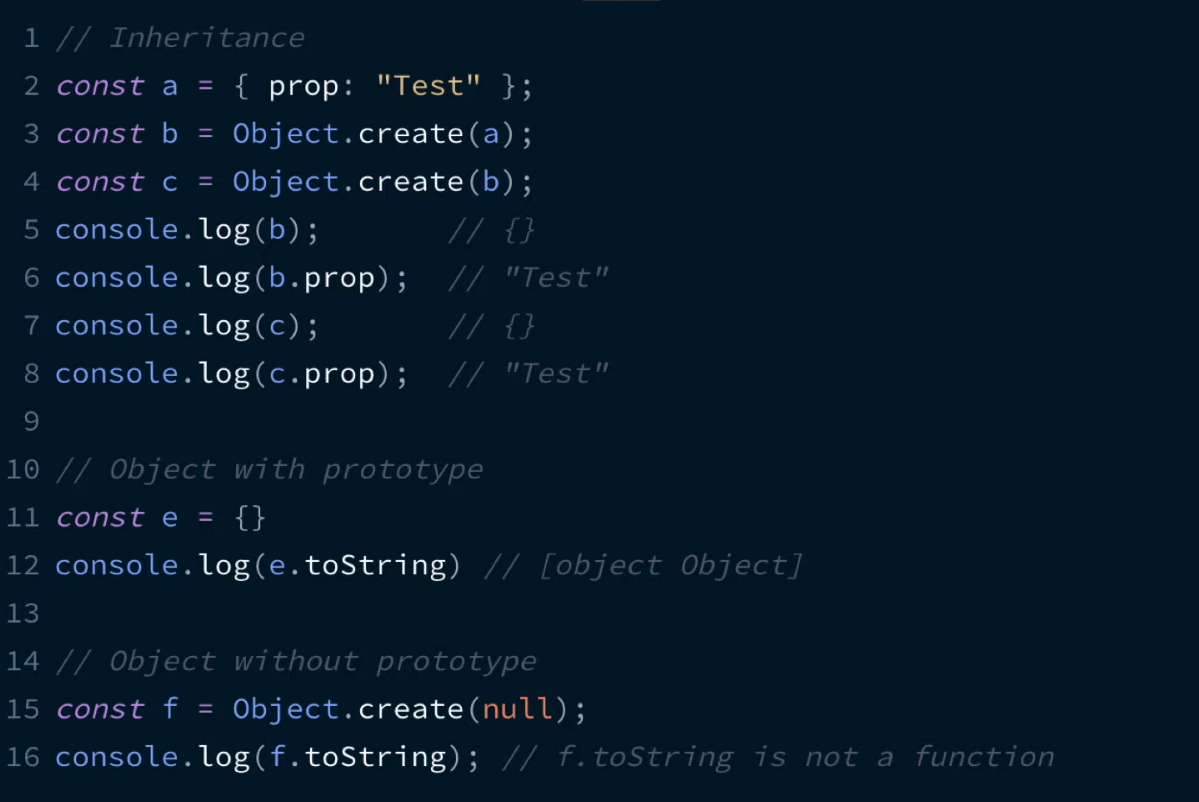 1 // Inheritance
2 const a = { prop: "Test" };
3 const b = Object.create(a);
4 const c = Object.create(b);
5 console.log(b);        // {}
6 console.log(b.prop);  // "Test"
7 console.log(c);        // {}
8 console.log(c.prop);  // "Test"
9
10 // Object with prototype
11 const e = {}
12 console.log(e.toString) // [object Object]
13
14 // Object without prototype
15 const f = Object.create(null);
16 console.log(f.toString); // f.toString is not a function